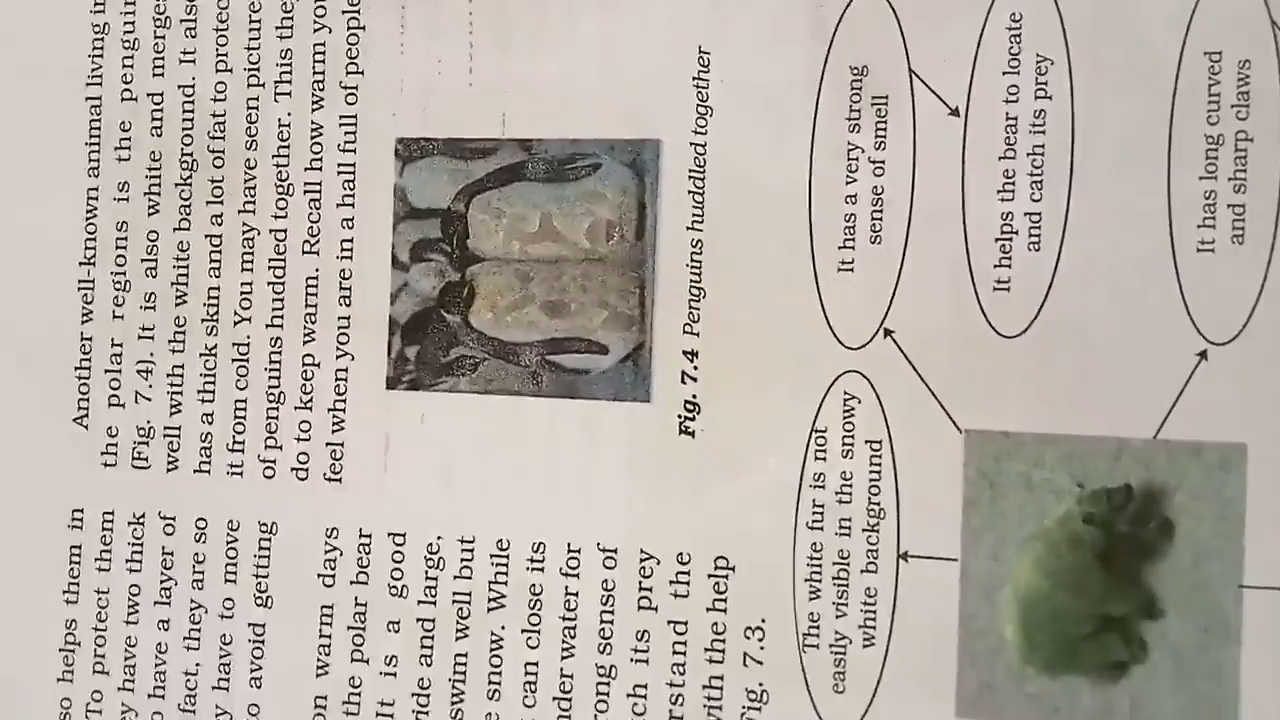 so helps them in
To protect them
have two thick
have a layer of
fact, they are so
have to move
avoid getting
on warm days
the polar bear
It is a good
and large,
swim well but
snow. While
can close its
water for
sense of
its prey
the
with the help
Fig. 7.3.
Another well-known animal living in
the polar regions is the penguin
(Fig. 7.4). It is also white and merges
well with the white background. It also
has a thick skin and a lot of fat to protect
it from cold. You may have seen pictures
of penguins huddled together. This they
do to keep warm. Recall how warm you
feel when you are in a hall full of people
Fig. 7.4 Penguins huddled together
The white fur is not
easily visible in the snowy
white background
It has a very strong
sense of smell
It helps the bear to locate
and catch its prey
It has long curved
and sharp claws